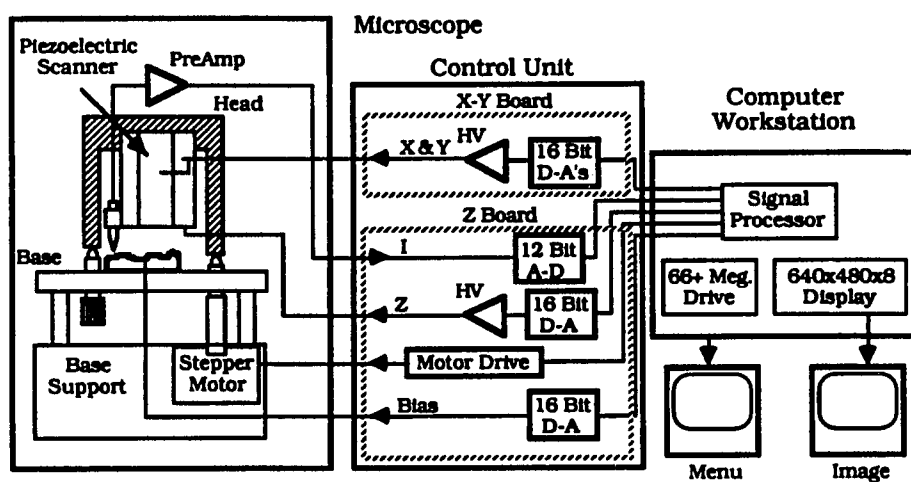 Microscope
Piezoelectric
Scanner
PreAmp
Head
Base
Base
Support
Stepper
Motor
Control Unit
X-Y Board
X & Y
HV
16 Bit
D-A's
Z Board
I
12 Bit
A-D
Z
HV
16 Bit
D-A
Motor Drive
Bias
16 Bit
D-A
Computer
Workstation
Signal
Processor
66+ Meg.
Drive
640x480x8
Display
Menu
Image